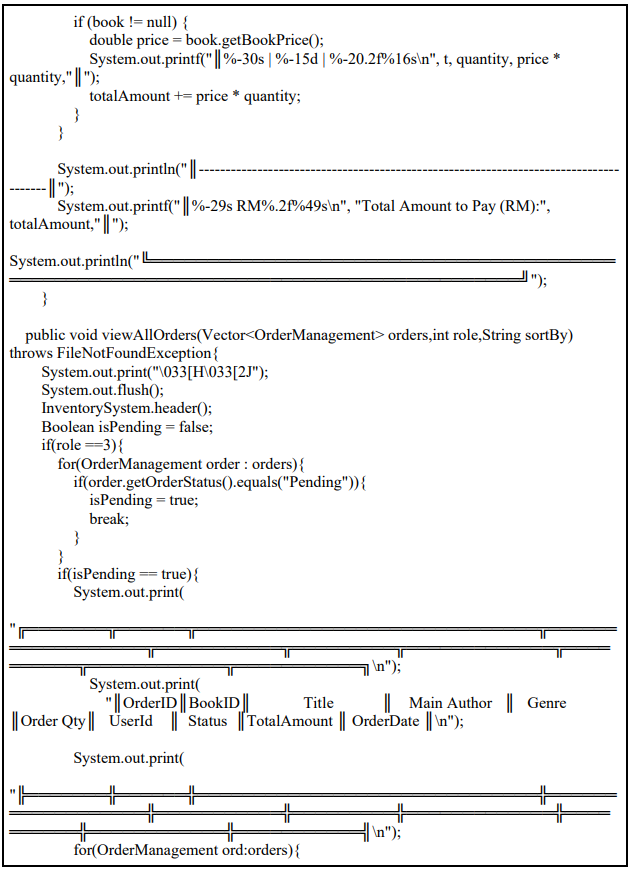 if (book != null) {
double price = book.getBookPrice();
System.out.printf("║%-30s | %-15d | %-20.2f%16s\n", t, quantity, price *
quantity,"║");
totalAmount += price * quantity;
}
}
System.out.println("║-------------------------------------------------------------------------------
-------║");
System.out.printf("║%-29s RM%.2f%49s\n", "Total Amount to Pay (RM):",
totalAmount,"║");
System.out.println("╚══════════════════════════════════════════
══════════════════════════════════════════════╝");
}
public void viewAllOrders(Vector<OrderManagement> orders,int role,String sortBy)
throws FileNotFoundException{
System.out.print("\033[H\033[2J");
System.out.flush();
InventorySystem.header();
Boolean isPending = false;
if(role ==3){
for(OrderManagement order : orders){
if(order.getOrderStatus().equals("Pending")){
isPending = true;
break;
}
}
if(isPending == true){
System.out.print(
"╔════════╦══════╦════════════════════════════════╦══════
═════════════╦════════════╦══════════╦══════════════╦════
═══════╦═════════════╦════════════╗\n");
System.out.print(
"║OrderID║BookID║ Title ║ Main Author ║ Genre
║Order Qty║ UserId ║ Status ║TotalAmount ║ OrderDate ║\n");
System.out.print(
"╠════════╬══════╬════════════════════════════════╬══════
═════════════╬════════════╬══════════╬══════════════╬════
═══════╬═════════════╬════════════╣\n");
for(OrderManagement ord:orders){